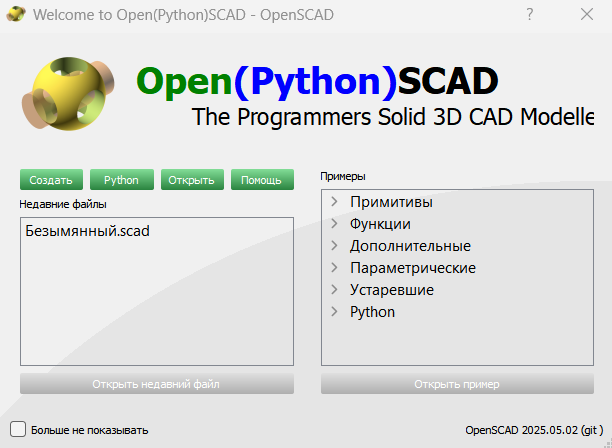 Welcome to Open(Python)SCAD - OpenSCAD
Open(Python)SCAD
The Programmers Solid 3D CAD Modelle
Создать
Python
Открыть
Помощь
Недавние файлы
Безымянный.scad
Открыть недавний файл
Примеры
Примитивы
Функции
Дополнительные
Параметрические
Устаревшие
Python
Открыть пример
Больше не показывать
OpenSCAD 2025.05.02 (git )